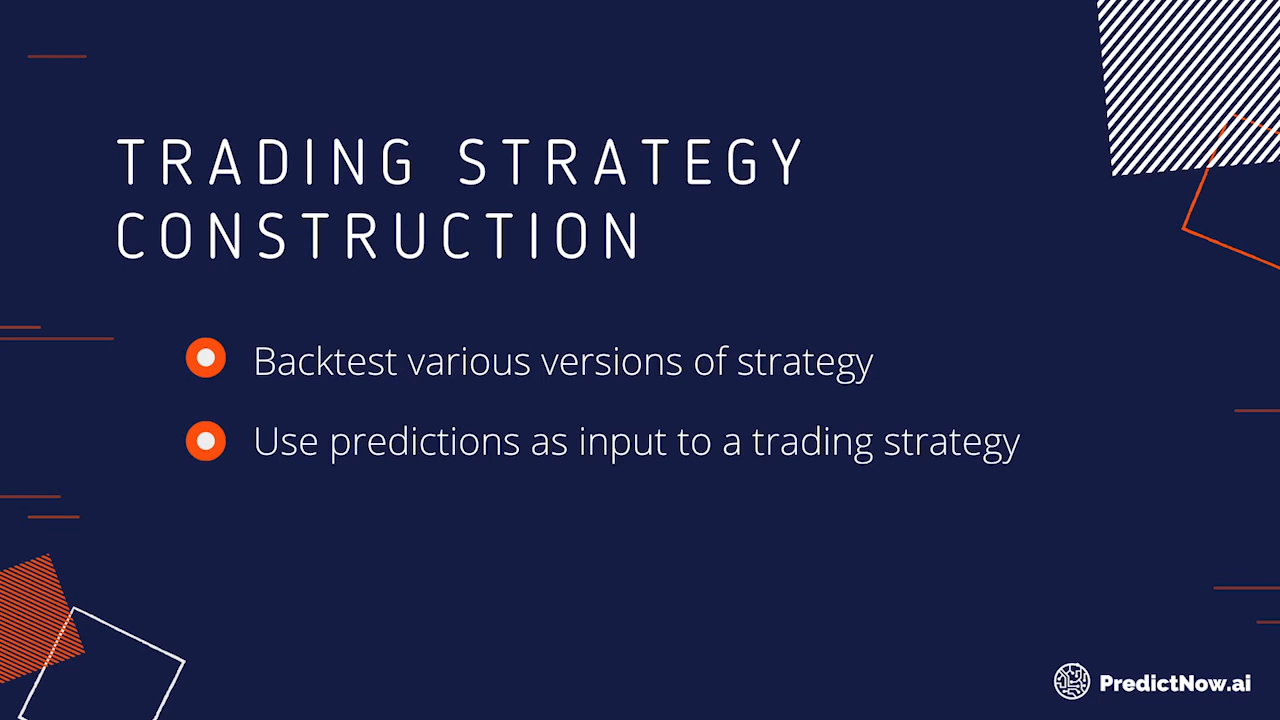 TRADING STRATEGY
CONSTRUCTION
Backtest various versions of strategy
Use predictions as input to a trading strategy
PredictNow.ai